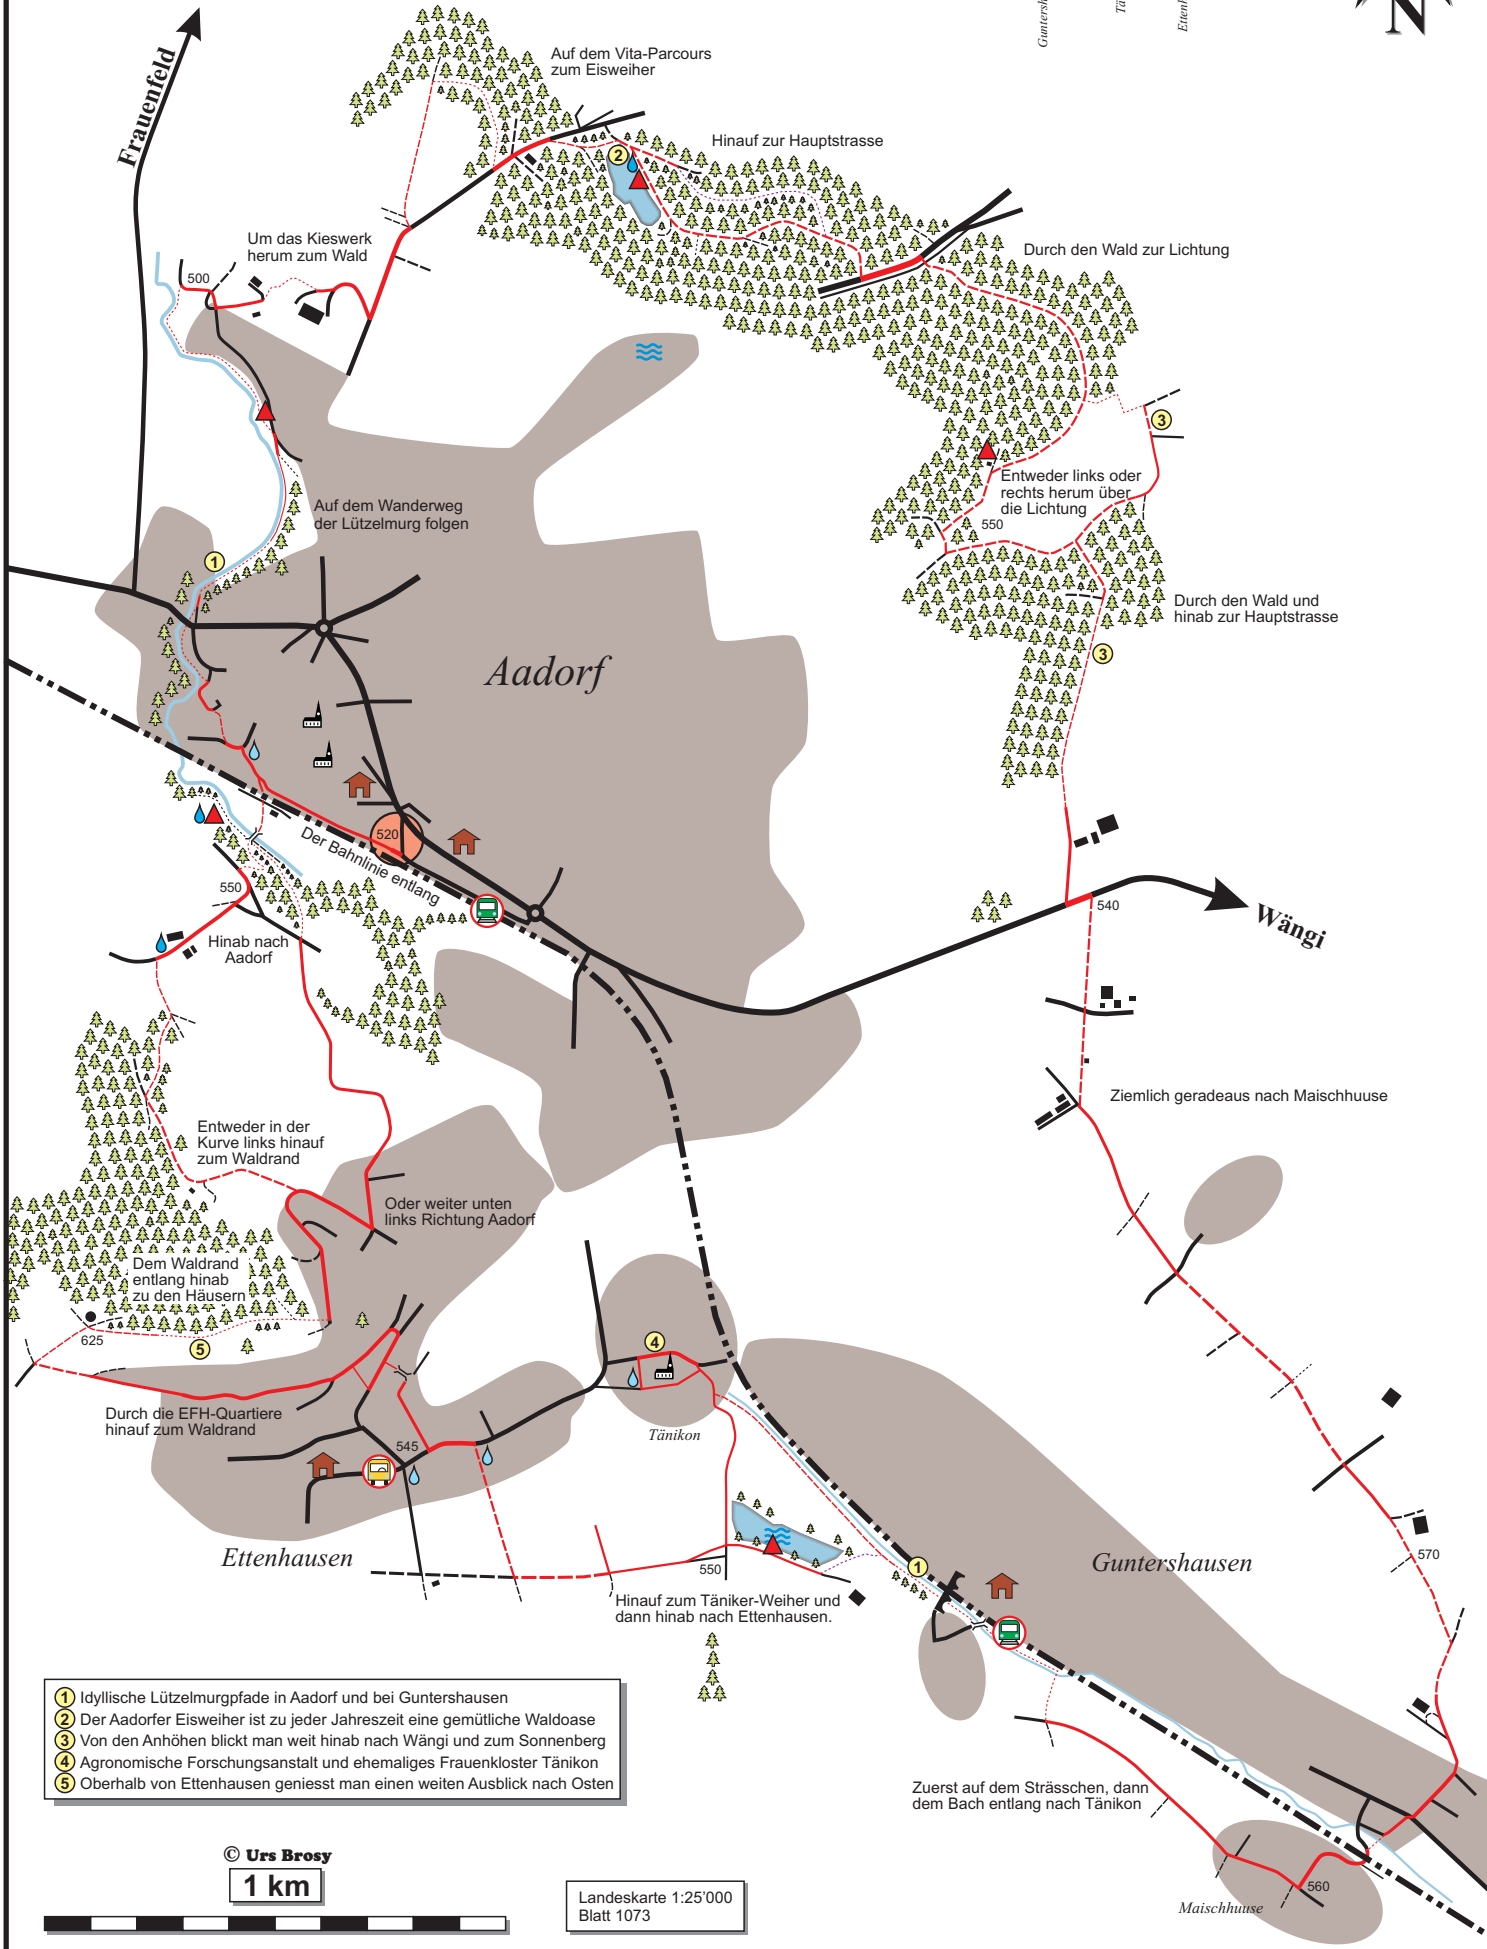 N
Frauenfeld
Auf dem Vita-Parcours
zum Eisweiher
2
Hinauf zur Hauptstrasse
Um das Kieswerk
herum zum Wald
500
Durch den Wald zur Lichtung
3
Entweder links oder
rechts herum über
die Lichtung
550
Auf dem Wanderweg
der Lützelmurg folgen
1
Durch den Wald und
hinab zur Hauptstrasse
3
Aadorf
520
Der Bahnlinie entlang
550
Hinab nach
Aadorf
540
Wängi
Ziemlich geradeaus nach Maischhuuse
Entweder in der
Kurve links hinauf
zum Waldrand
Oder weiter unten
links Richtung Aadorf
Dem Waldrand
entlang hinab
zu den Häusern
625
5
4
Durch die EFH-Quartiere
hinauf zum Waldrand
545
Tänikon
Ettenhausen
550
1
Guntershausen
570
Hinauf zum Täniker-Weiher und
dann hinab nach Ettenhausen.
1 Idyllische Lützelmurgpfade in Aadorf und bei Guntershausen
2 Der Aadorfer Eisweiher ist zu jeder Jahreszeit eine gemütliche Waldoase
3 Von den Anhöhen blickt man weit hinab nach Wängi und zum Sonnenberg
4 Agronomische Forschungsanstalt und ehemaliges Frauenkloster Tänikon
5 Oberhalb von Ettenhausen geniesst man einen weiten Ausblick nach Osten
Zuerst auf dem Strässchen, dann
dem Bach entlang nach Tänikon
560
Maischhuuse
© Urs Brosy
1 km
Landeskarte 1:25'000
Blatt 1073